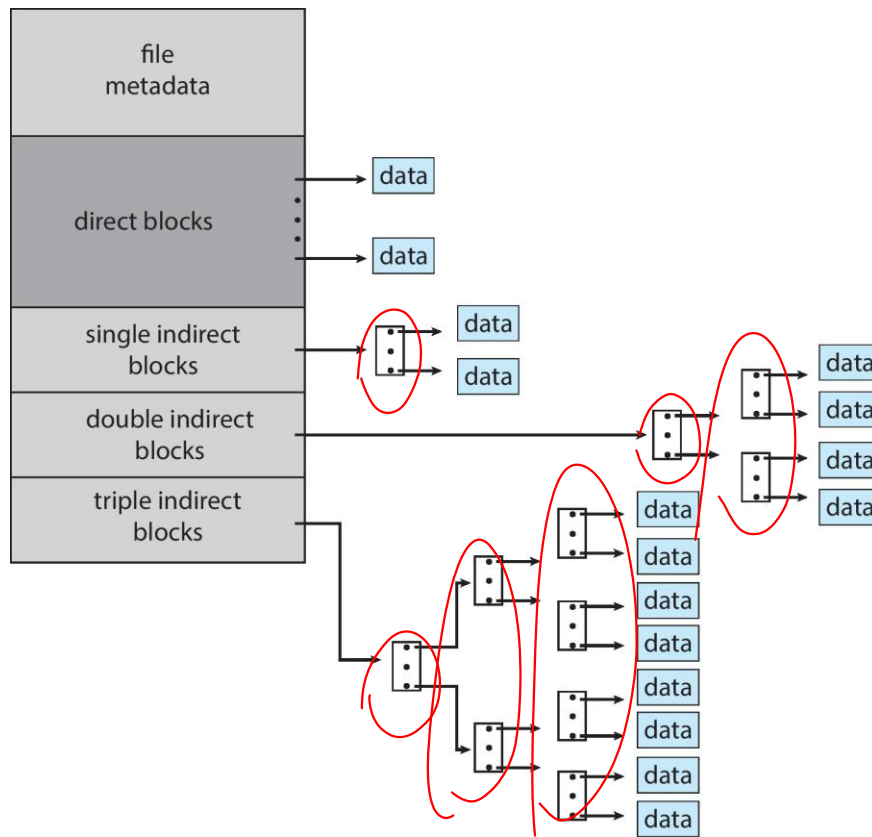 file
metadata
data
direct blocks
data
single indirect
blocks
data
data
double indirect
blocks
data
data
data
data
triple indirect
blocks
data
data
data
data
data
data
data
data